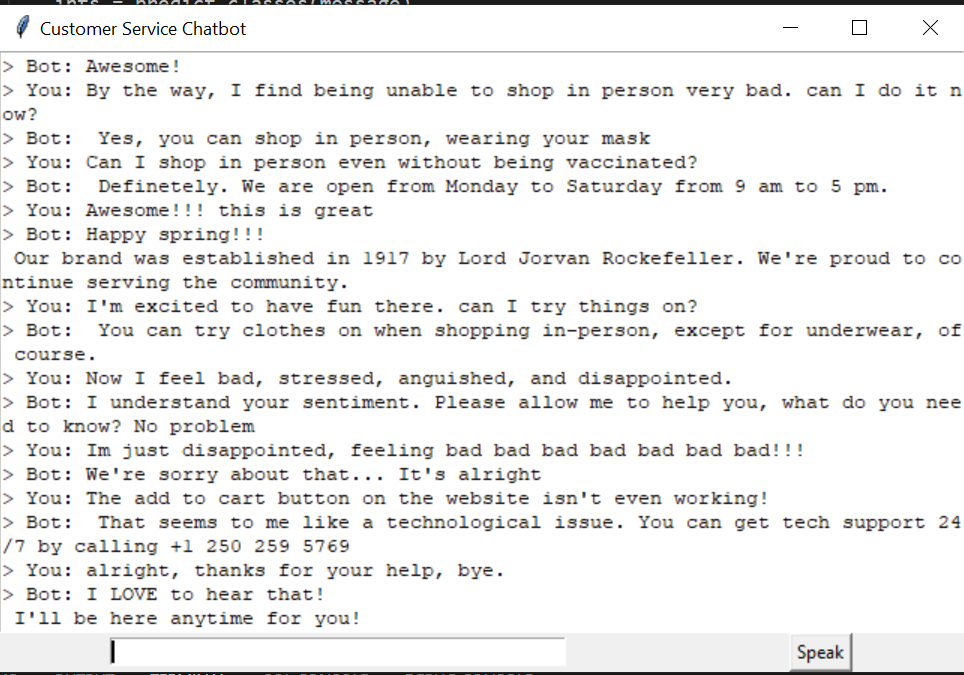 ints = predict_classes(message)
Customer Service Chatbot
> Bot: Awesome!
> You: By the way, I find being unable to shop in person very bad. can I do it n
ow?
> Bot:  Yes, you can shop in person, wearing your mask
> You: Can I shop in person even without being vaccinated?
> Bot:  Definetely. We are open from Monday to Saturday from 9 am to 5 pm.
> You: Awesome!!! this is great
> Bot: Happy spring!!!
 Our brand was established in 1917 by Lord Jorvan Rockefeller. We're proud to co
ntinue serving the community.
> You: I'm excited to have fun there. can I try things on?
> Bot:  You can try clothes on when shopping in-person, except for underwear, of
 course.
> You: Now I feel bad, stressed, anguished, and disappointed.
> Bot: I understand your sentiment. Please allow me to help you, what do you nee
d to know? No problem
> You: Im just disappointed, feeling bad bad bad bad bad bad bad!!!
> Bot: We're sorry about that... It's alright
> You: The add to cart button on the website isn't even working!
> Bot:  That seems to me like a technological issue. You can get tech support 24
/7 by calling +1 250 259 5769
> You: alright, thanks for your help, bye.
> Bot: I LOVE to hear that!
 I'll be here anytime for you!
Speak